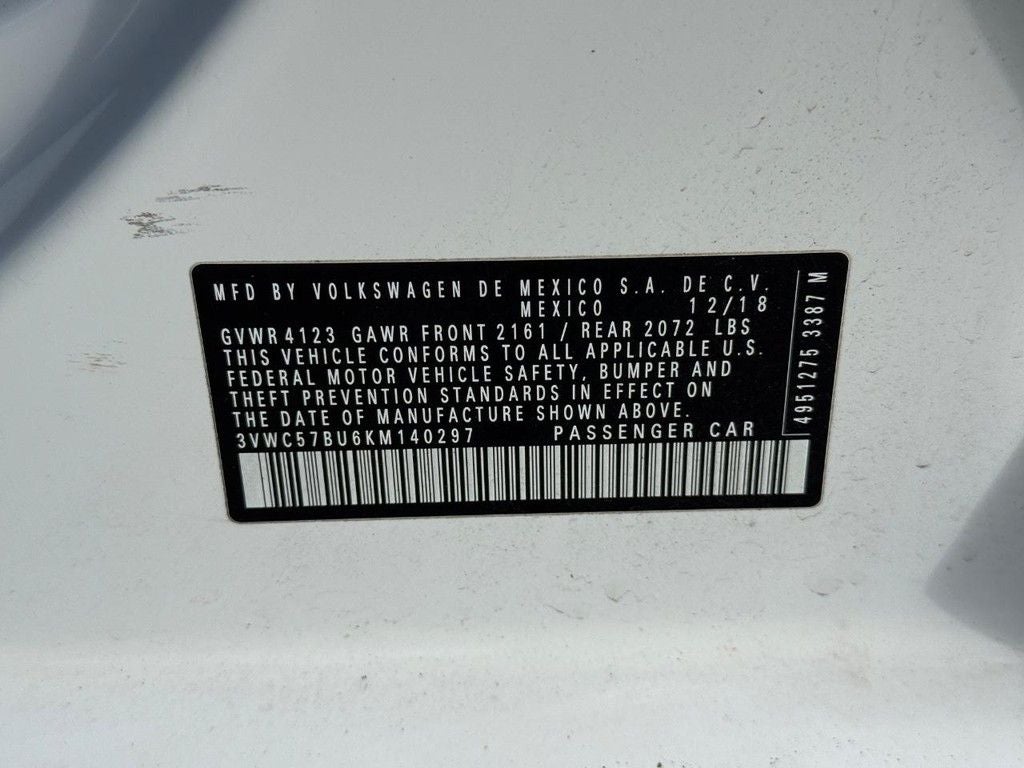 MFD BY VOLKSWAGEN DE MEXICO S.A. DE C.V.
MEXICO 12/18
GVWR 4123 GAWR FRONT 2161 / REAR 2072 LBS
THIS VEHICLE CONFORMS TO ALL APPLICABLE U.S.
FEDERAL MOTOR VEHICLE SAFETY, BUMPER AND
THEFT PREVENTION STANDARDS IN EFFECT ON
THE DATE OF MANUFACTURE SHOWN ABOVE.
3VWC57BU6KM140297 PASSENGER CAR
4951275 3387 M